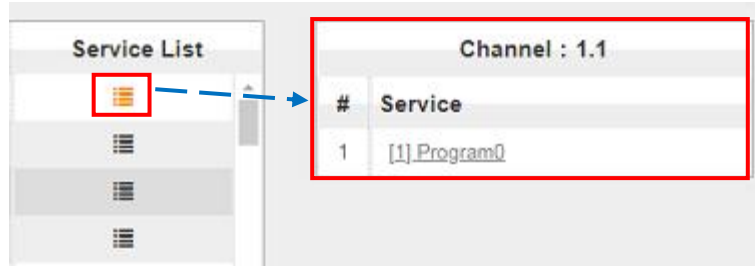 Service List
Channel : 1.1
# Service
1 [1] Program0